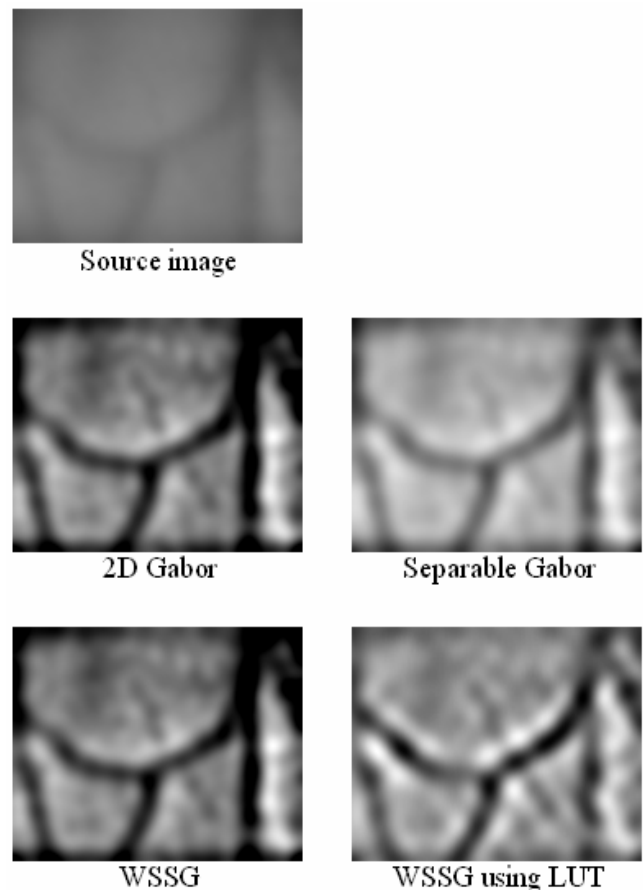 Source image
2D Gabor
Separable Gabor
WSSG
WSSG using LUT